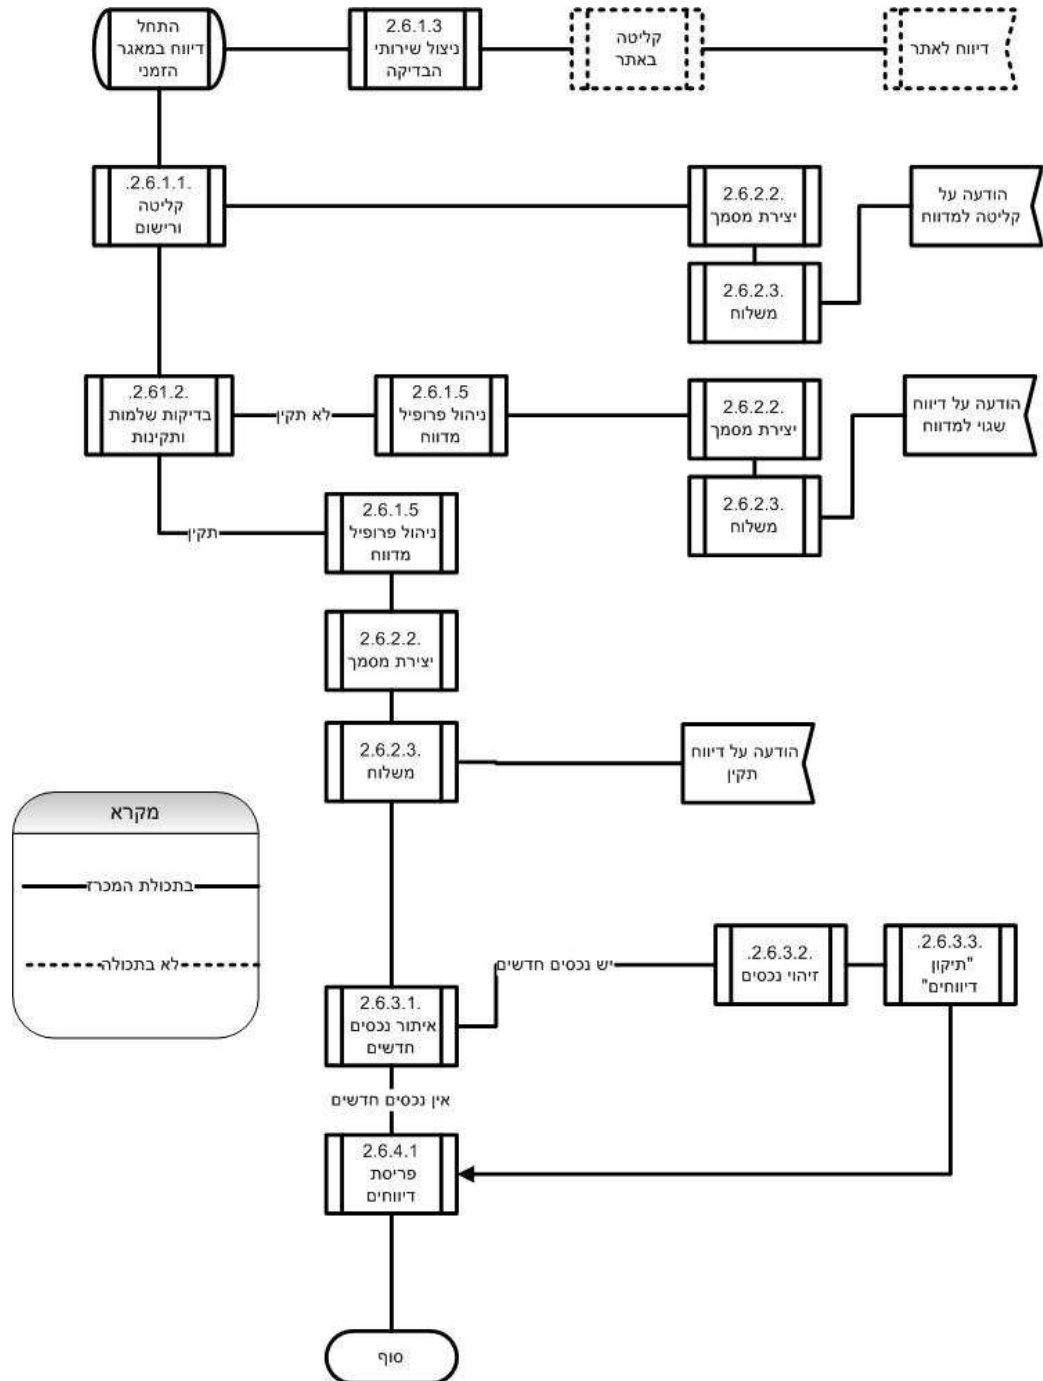 התחל
דיווח במאגר
הזמני
2.6.1.3
ניצול שירותי
הבדיקה
קליטה
באתר
דיווח לאתר
.2.6.1.1.
קליטה
ורישום
2.6.2.2.
יצירת מסמך
הודעה על
קליטה למדווח
2.6.2.3.
משלוח
.2.61.2.
בדיקות שלמות
ותקינות
לא תקין
2.6.1.5
ניהול פרופיל
מדווח
2.6.2.2.
יצירת מסמך
הודעה על דיווח
שגוי למדווח
2.6.2.3.
משלוח
תקין
2.6.1.5
ניהול פרופיל
מדווח
2.6.2.2.
יצירת מסמך
2.6.2.3.
משלוח
הודעה על דיווח
תקין
מקרא
בתכולת המכרז
לא בתכולה
יש נכסים חדשים
.2.6.3.2.
זיהוי נכסים
.2.6.3.3.
"תיקון
דיווחים"
2.6.3.1.
איתור נכסים
חדשים
אין נכסים חדשים
2.6.4.1
פריסת
דיווחים
סוף